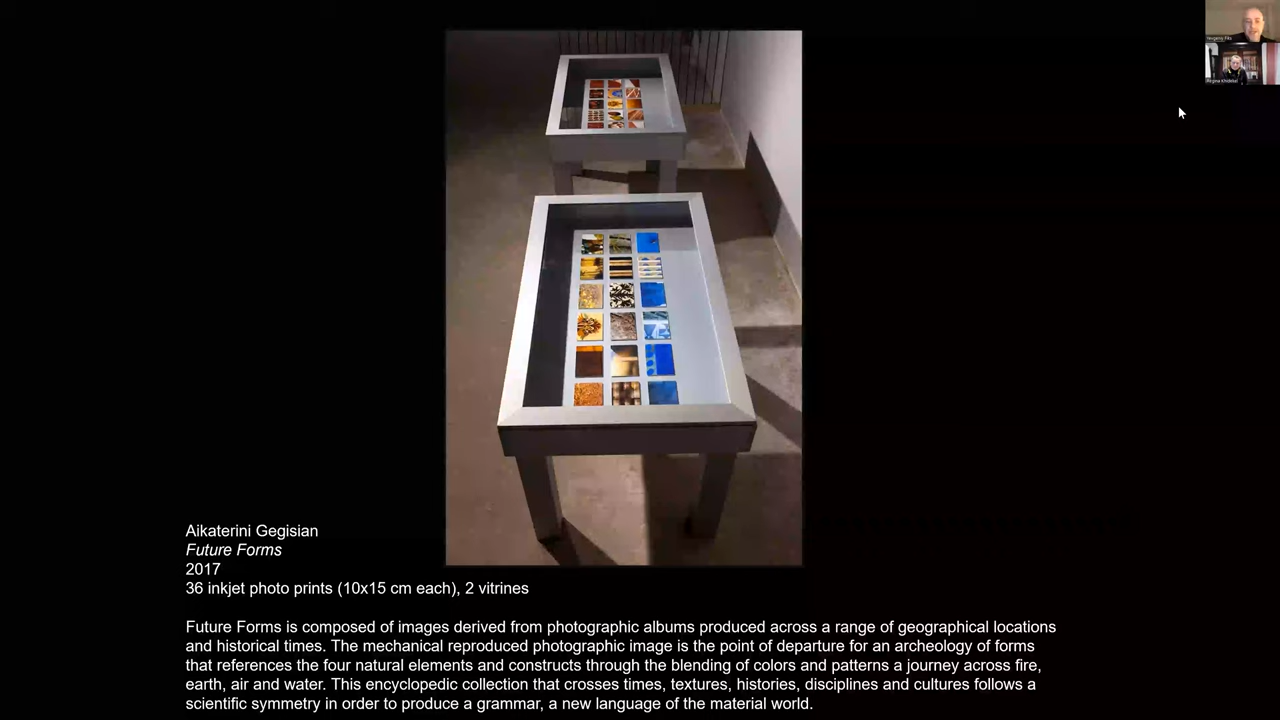 Yevgeniy Fiks
Regina Khidekel
Aikaterini Gegisian
Future Forms
2017
36 inkjet photo prints (10x15 cm each), 2 vitrines
Future Forms is composed of images derived from photographic albums produced across a range of geographical locations
and historical times. The mechanical reproduced photographic image is the point of departure for an archeology of forms
that references the four natural elements and constructs through the blending of colors and patterns a journey across fire,
earth, air and water. This encyclopedic collection that crosses times, textures, histories, disciplines and cultures follows a
scientific symmetry in order to produce a grammar, a new language of the material world.